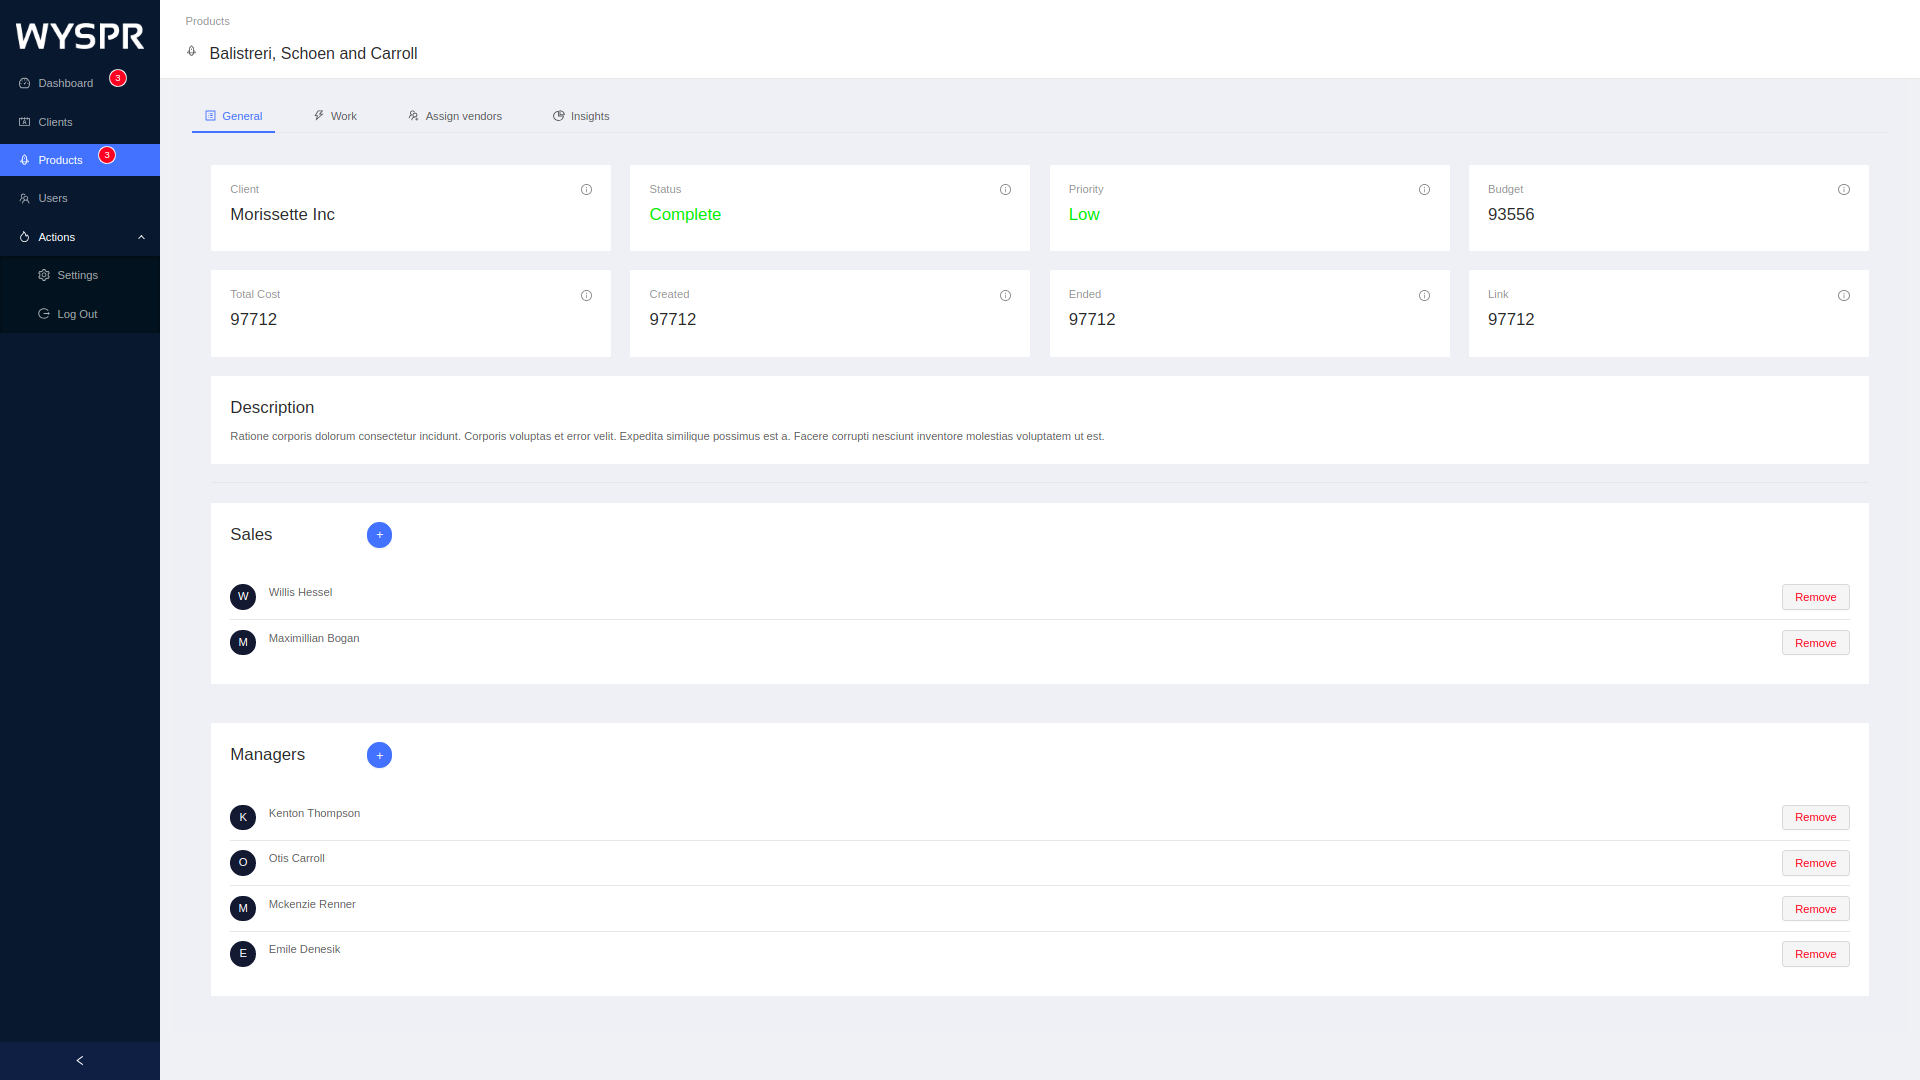 WYSPR
Dashboard 3
Clients
Products 3
Users
Actions
Settings
Log Out
Products
Balistreri, Schoen and Carroll
General Work Assign vendors Insights
Client Status Priority Budget
Morissette Inc Complete Low 93556
Total Cost Created Ended Link
97712 97712 97712 97712
Description
Ratione corporis dolorum consectetur incidunt. Corporis voluptas et error velit. Expedita similique possimus est a. Facere corrupti nesciunt inventore molestias voluptatem ut est.
Sales +
W Willis Hessel Remove
M Maximillian Bogan Remove
Managers +
K Kenton Thompson Remove
O Otis Carroll Remove
M Mckenzie Renner Remove
E Emile Denesik Remove